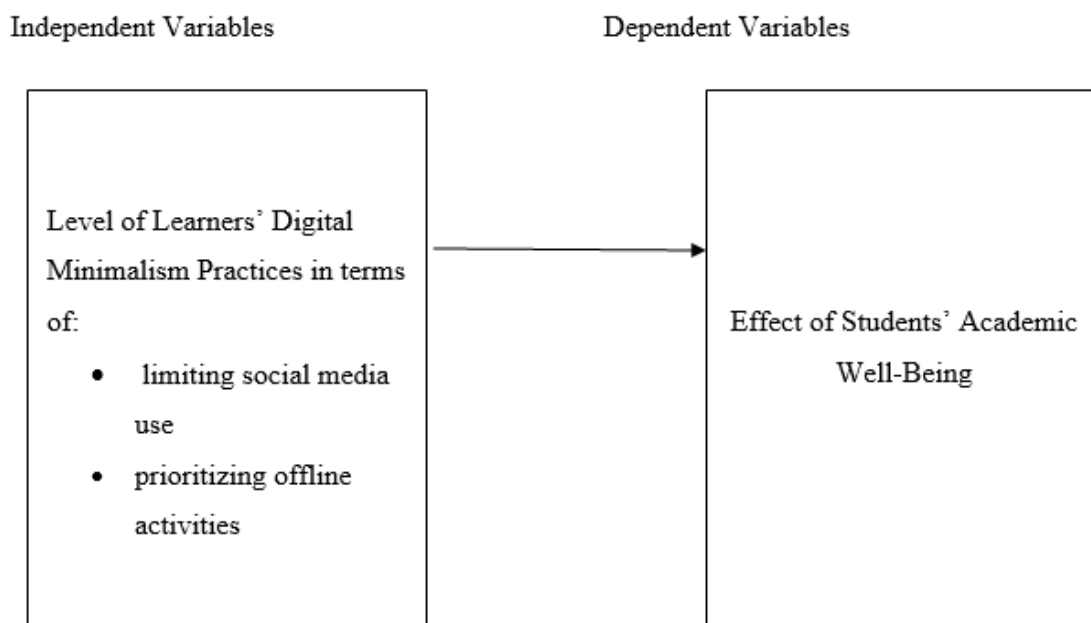 Independent Variables
Dependent Variables
Level of Learners’ Digital
Minimalism Practices in terms
of:
• limiting social media
use
• prioritizing offline
activities
Effect of Students’ Academic
Well-Being